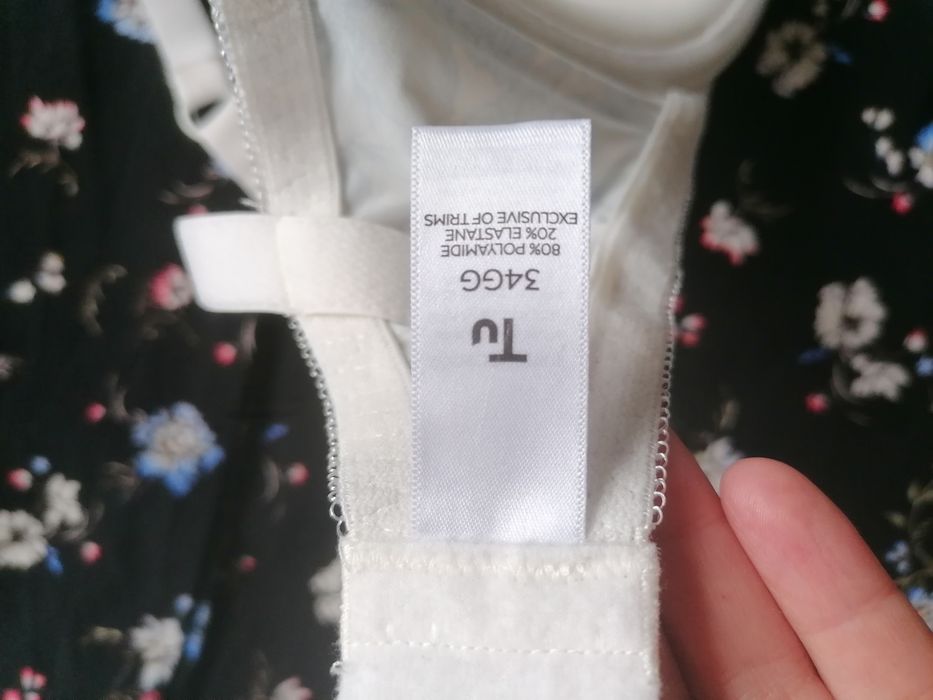 Tu
34GG
80% POLYAMIDE
20% ELASTANE
EXCLUSIVE OF TRIMS